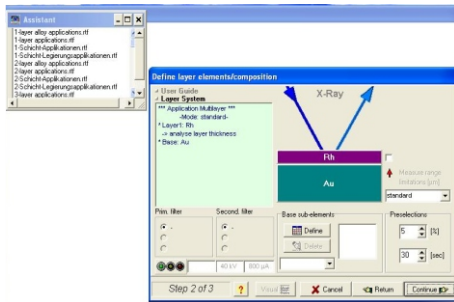 Assistant
1-layer alloy applications.rtf
1-layer applications.rtf
1-Schicht-Applikationen.rtf
1-Schicht-Legierungsapplikationen.rtf
2-layer alloy applications.rtf
2-layer applications.rtf
2-Schicht-Applikationen.rtf
2-Schicht-Legierungsapplikationen.rtf
3-layer applications.rtf
Define layer elements/composition
User Guide
Layer System
*** Application Multilayer ***
-Mode: standard-
* Layer1: Rh
-> analyse layer thickness
* Base: Au
X-Ray
Rh
Au
Measure range
limitations [µm]
standard
Prim. filter
Second. filter
Base sub-elements
Preselections
Define
Delete
5 [%]
30 [sec]
40 kV
800 µA
Step 2 of 3
?
Visual
Cancel
Return
Continue